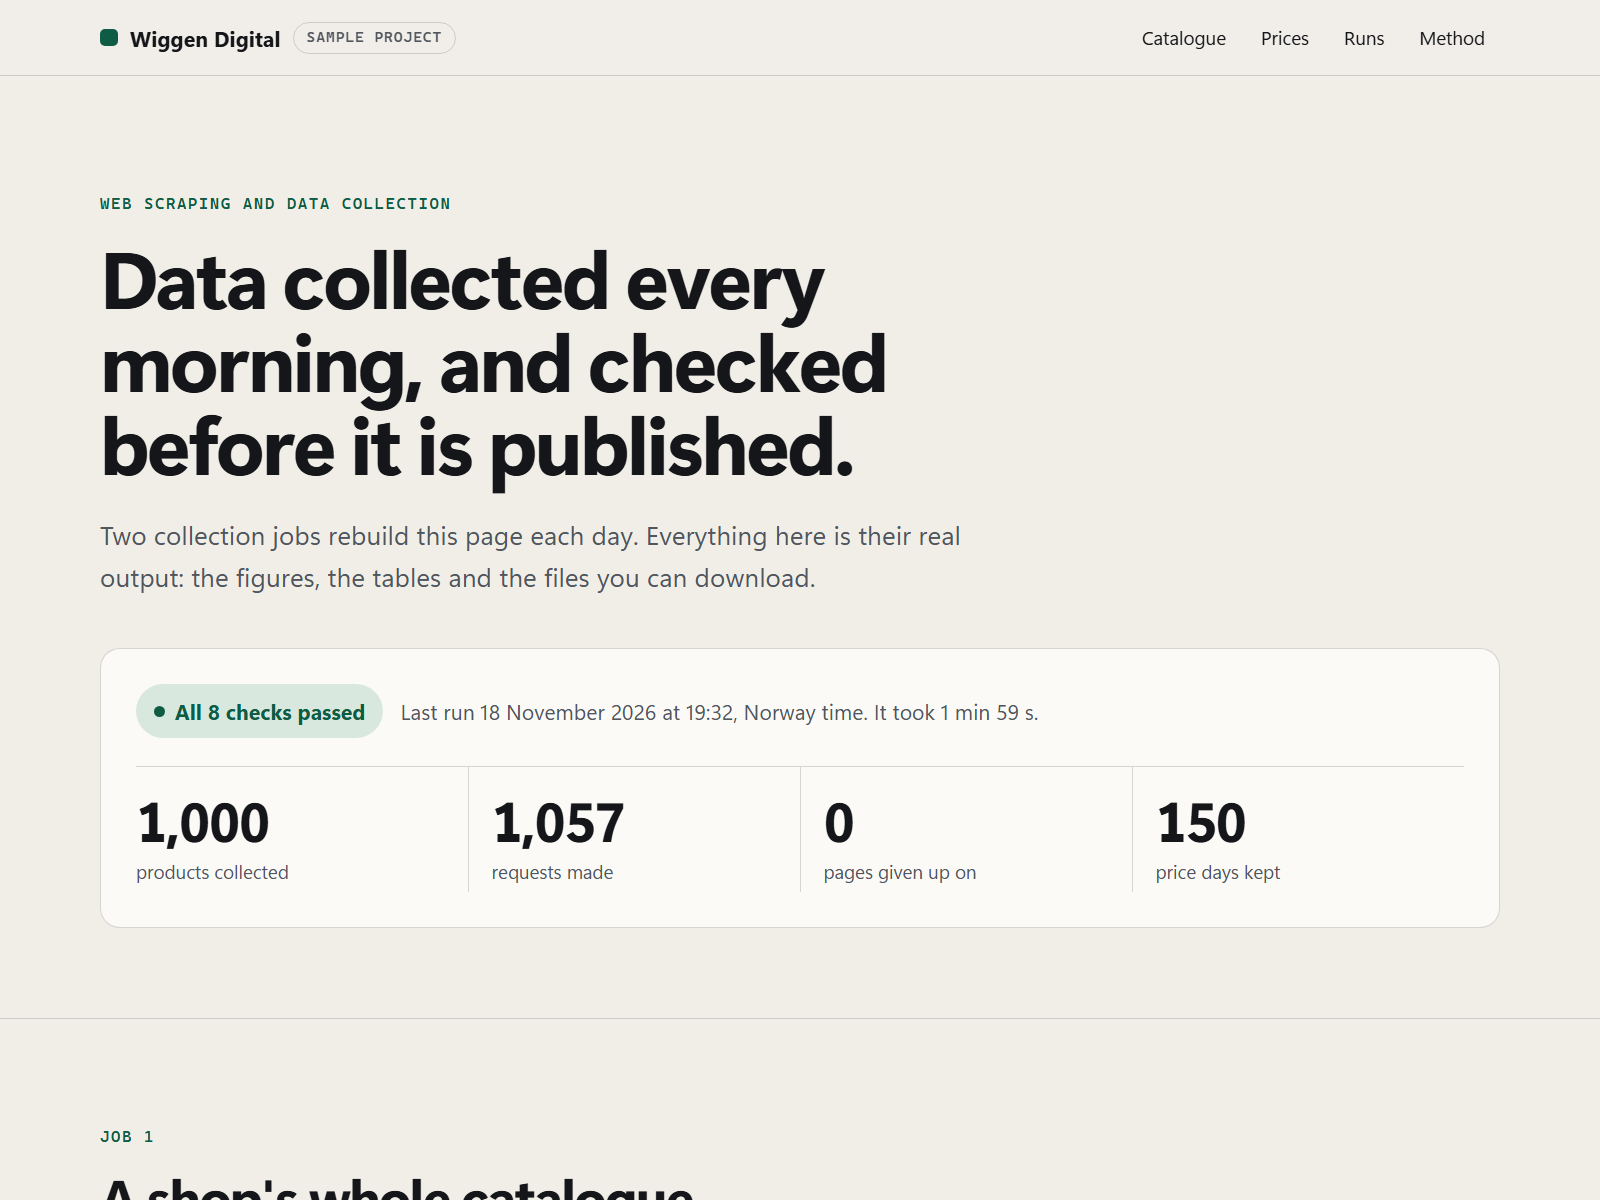 Wiggen Digital
SAMPLE PROJECT
Catalogue
Prices
Runs
Method
WEB SCRAPING AND DATA COLLECTION
Data collected every
morning, and checked
before it is published.
Two collection jobs rebuild this page each day. Everything here is their real
output: the figures, the tables and the files you can download.
All 8 checks passed
Last run 18 November 2026 at 19:32, Norway time. It took 1 min 59 s.
1,000
products collected
1,057
requests made
0
pages given up on
150
price days kept
JOB 1
A shop's whole catalogue